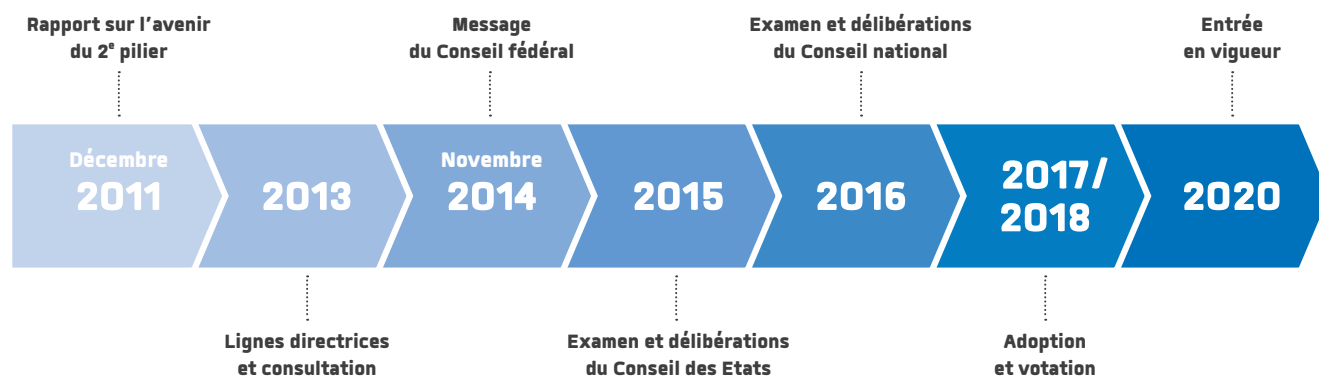 Rapport sur l’avenir
du 2e pilier
Message
du Conseil fédéral
Examen et délibérations
du Conseil national
Entrée
en vigueur
Décembre
2011
2013
Novembre
2014
2015
2016
2017/
2018
2020
Lignes directrices
et consultation
Examen et délibérations
du Conseil des Etats
Adoption
et votation